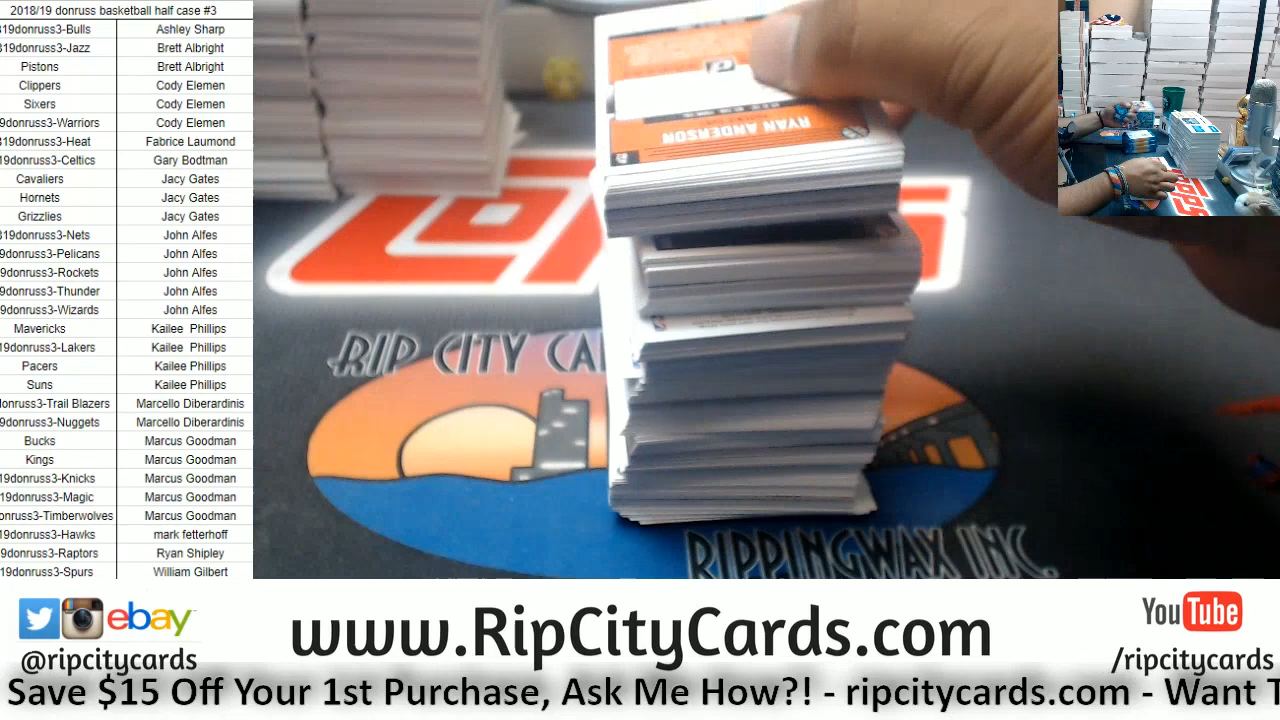 2018/19 donruss basketball half case #3
319donruss3-Bulls Ashley Sharp
319donruss3-Jazz Brett Albright
Pistons Brett Albright
Clippers Cody Elemen
Sixers Cody Elemen
9donruss3-Warriors Cody Elemen
319donruss3-Heat Fabrice Laumond
19donruss3-Celtics Gary Bodtman
Cavaliers Jacy Gates
Hornets Jacy Gates
Grizzlies Jacy Gates
319donruss3-Nets John Alfes
9donruss3-Pelicans John Alfes
9donruss3-Rockets John Alfes
9donruss3-Thunder John Alfes
9donruss3-Wizards John Alfes
Mavericks Kailee Phillips
19donruss3-Lakers Kailee Phillips
Pacers Kailee Phillips
Suns Kailee Phillips
donruss3-Trail Blazers Marcello Diberardinis
9donruss3-Nuggets Marcello Diberardinis
Bucks Marcus Goodman
Kings Marcus Goodman
19donruss3-Knicks Marcus Goodman
19donruss3-Magic Marcus Goodman
onruss3-Timberwolves Marcus Goodman
19donruss3-Hawks mark fetterhoff
9donruss3-Raptors Ryan Shipley
19donruss3-Spurs William Gilbert
RYAN ANDERSON
RIP CITY CA
RIPPINGWAX INC.
ebay
@ripcitycards
www.RipCityCards.com
YouTube
/ripcitycards
Save $15 Off Your 1st Purchase, Ask Me How?! - ripcitycards.com - Want T